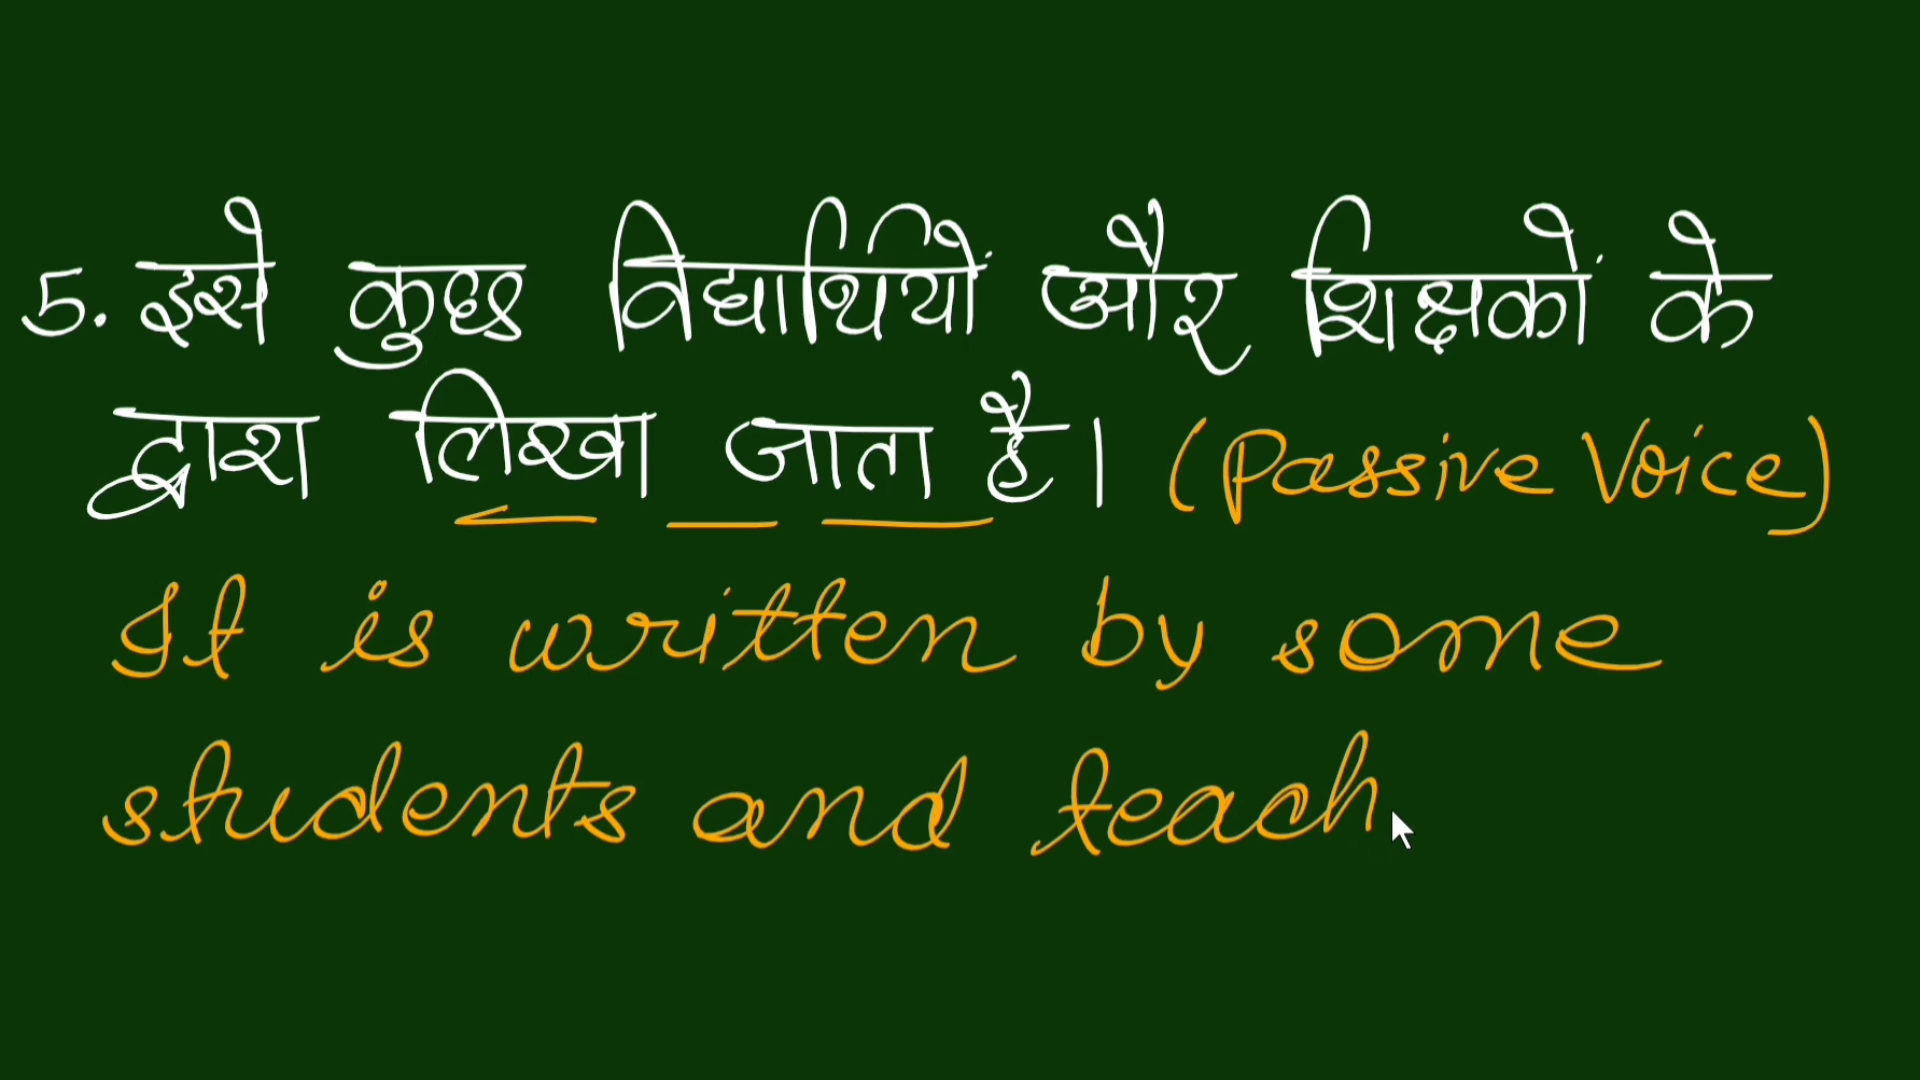 5. इसे कुछ विद्यार्थियों और शिक्षकों के
द्वारा लिखा जाता है। (Passive Voice)
It is written by some
students and teach